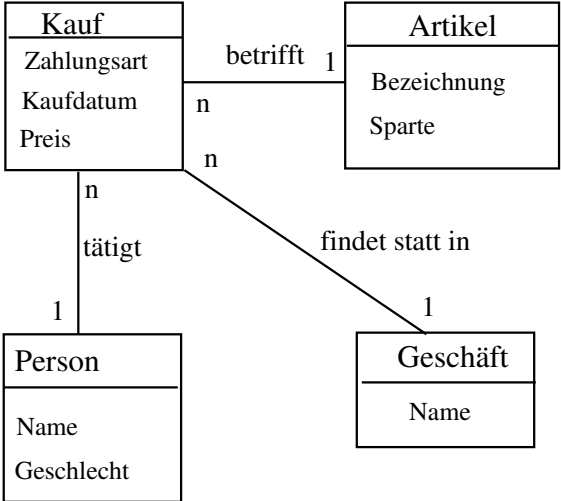 Kauf
Zahlungsart
Kaufdatum
Preis
betrifft
1
n
Artikel
Bezeichnung
Sparte
n
n
tätigt
findet statt in
1
1
Person
Name
Geschlecht
Geschäft
Name